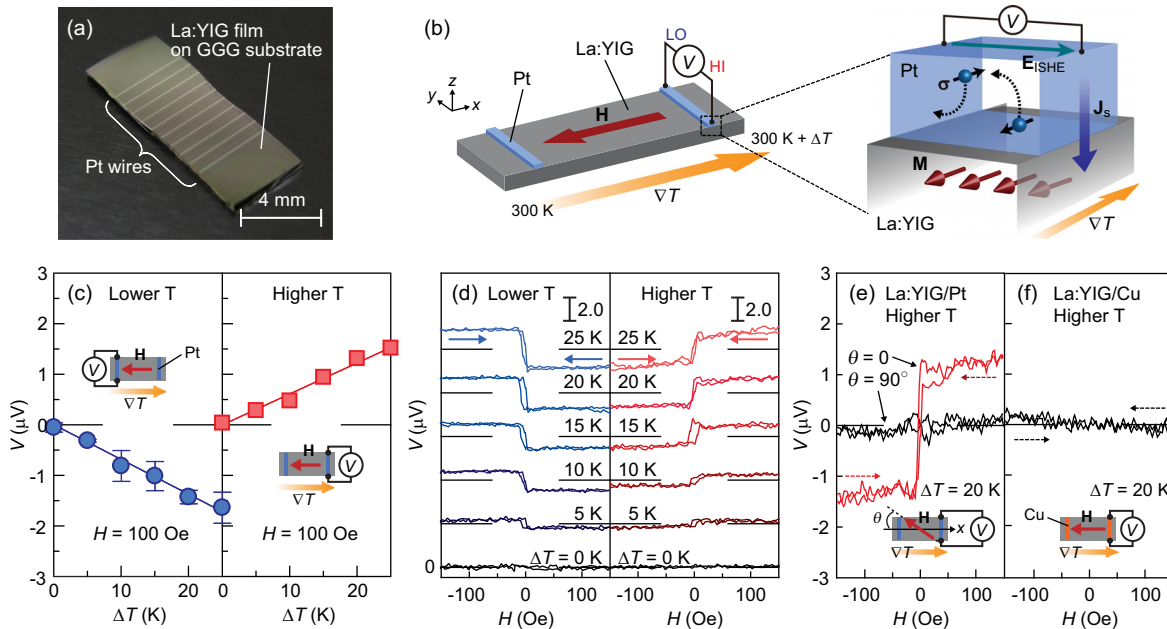 (a)
La:YIG film
on GGG substrate
Pt wires
4 mm
(b)
La:YIG
Pt
LO
V
HI
z
y
x
H
300 K + ΔT
300 K
∇T
V
E_ISHE
Pt
σ
J_s
M
La:YIG
∇T
(c)
Lower T
Higher T
V
H
Pt
∇T
H
V
∇T
H = 100 Oe
H = 100 Oe
3
2
1
0
-1
-2
-3
V (μV)
0
10
20
0
10
20
ΔT (K)
ΔT (K)
(d)
Lower T
Higher T
2.0
2.0
25 K
25 K
20 K
20 K
15 K
15 K
10 K
10 K
5 K
5 K
ΔT = 0 K
ΔT = 0 K
0
V (μV)
-100
0
100
-100
0
100
H (Oe)
H (Oe)
(e)
La:YIG/Pt
Higher T
θ = 0
θ = 90°
ΔT = 20 K
θ
H
x
V
∇T
3
2
1
0
-1
-2
-3
V (μV)
-100
0
100
H (Oe)
(f)
La:YIG/Cu
Higher T
ΔT = 20 K
Cu
H
V
∇T
-100
0
100
H (Oe)